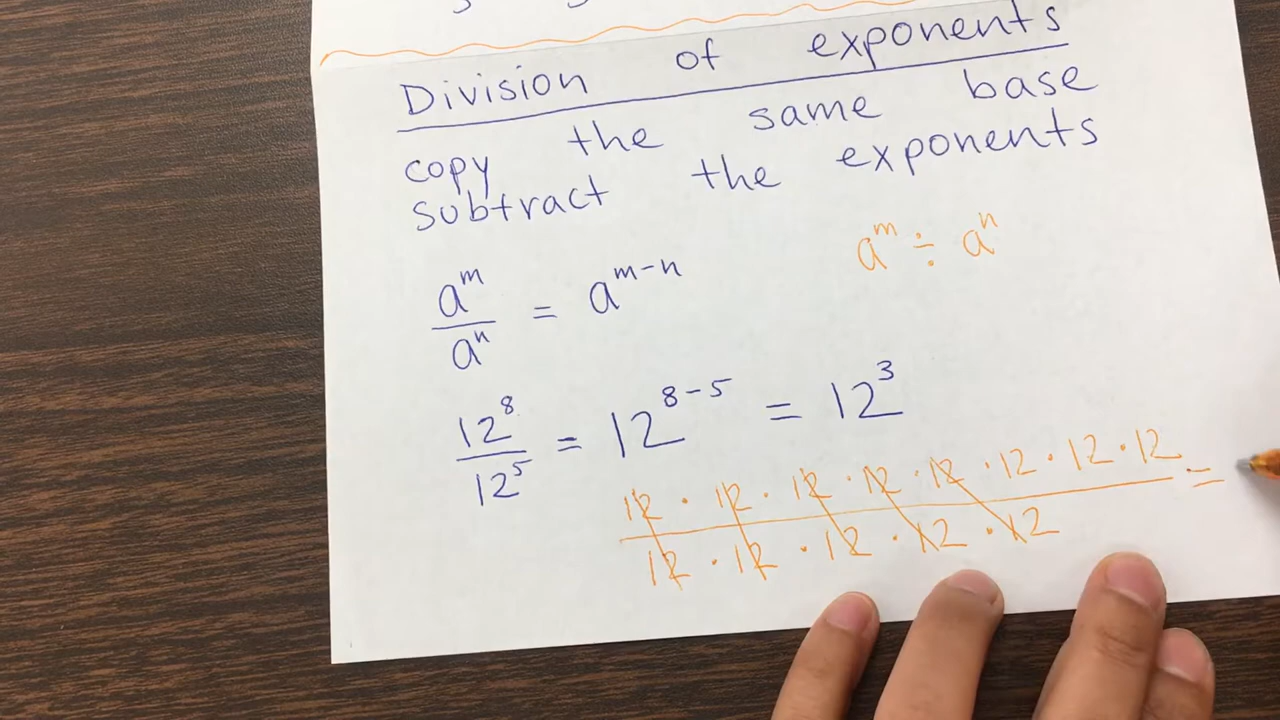 Division of exponents
copy the same base
subtract the exponents
a^m ÷ a^n
a^m / a^n = a^(m-n)
12^8 / 12^5 = 12^(8-5) = 12^3
12 · 12 · 12 · 12 · 12 · 12 · 12 · 12 =
12 · 12 · 12 · 12 · 12